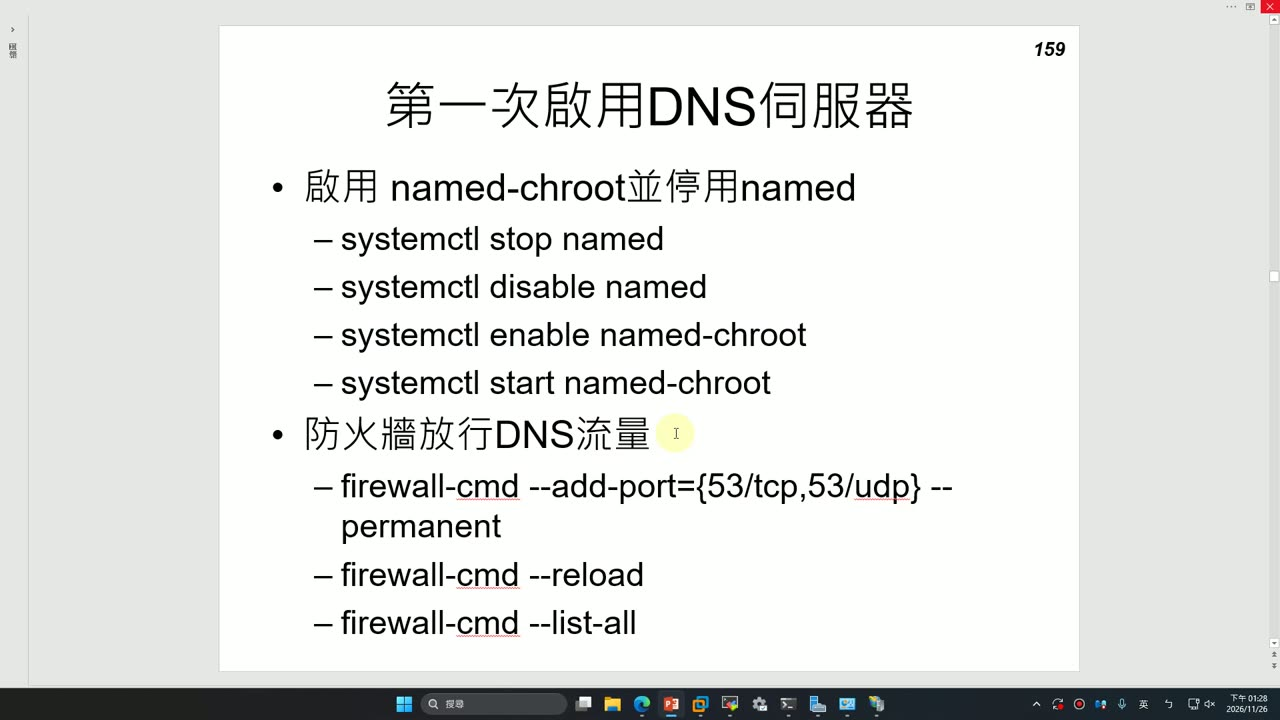 159
第一次啟用DNS伺服器
• 啟用 named-chroot並停用named
– systemctl stop named
– systemctl disable named
– systemctl enable named-chroot
– systemctl start named-chroot
• 防火牆放行DNS流量
– firewall-cmd --add-port={53/tcp,53/udp} --
permanent
– firewall-cmd --reload
– firewall-cmd --list-all
搜尋
英
下午 01:28
2026/11/26